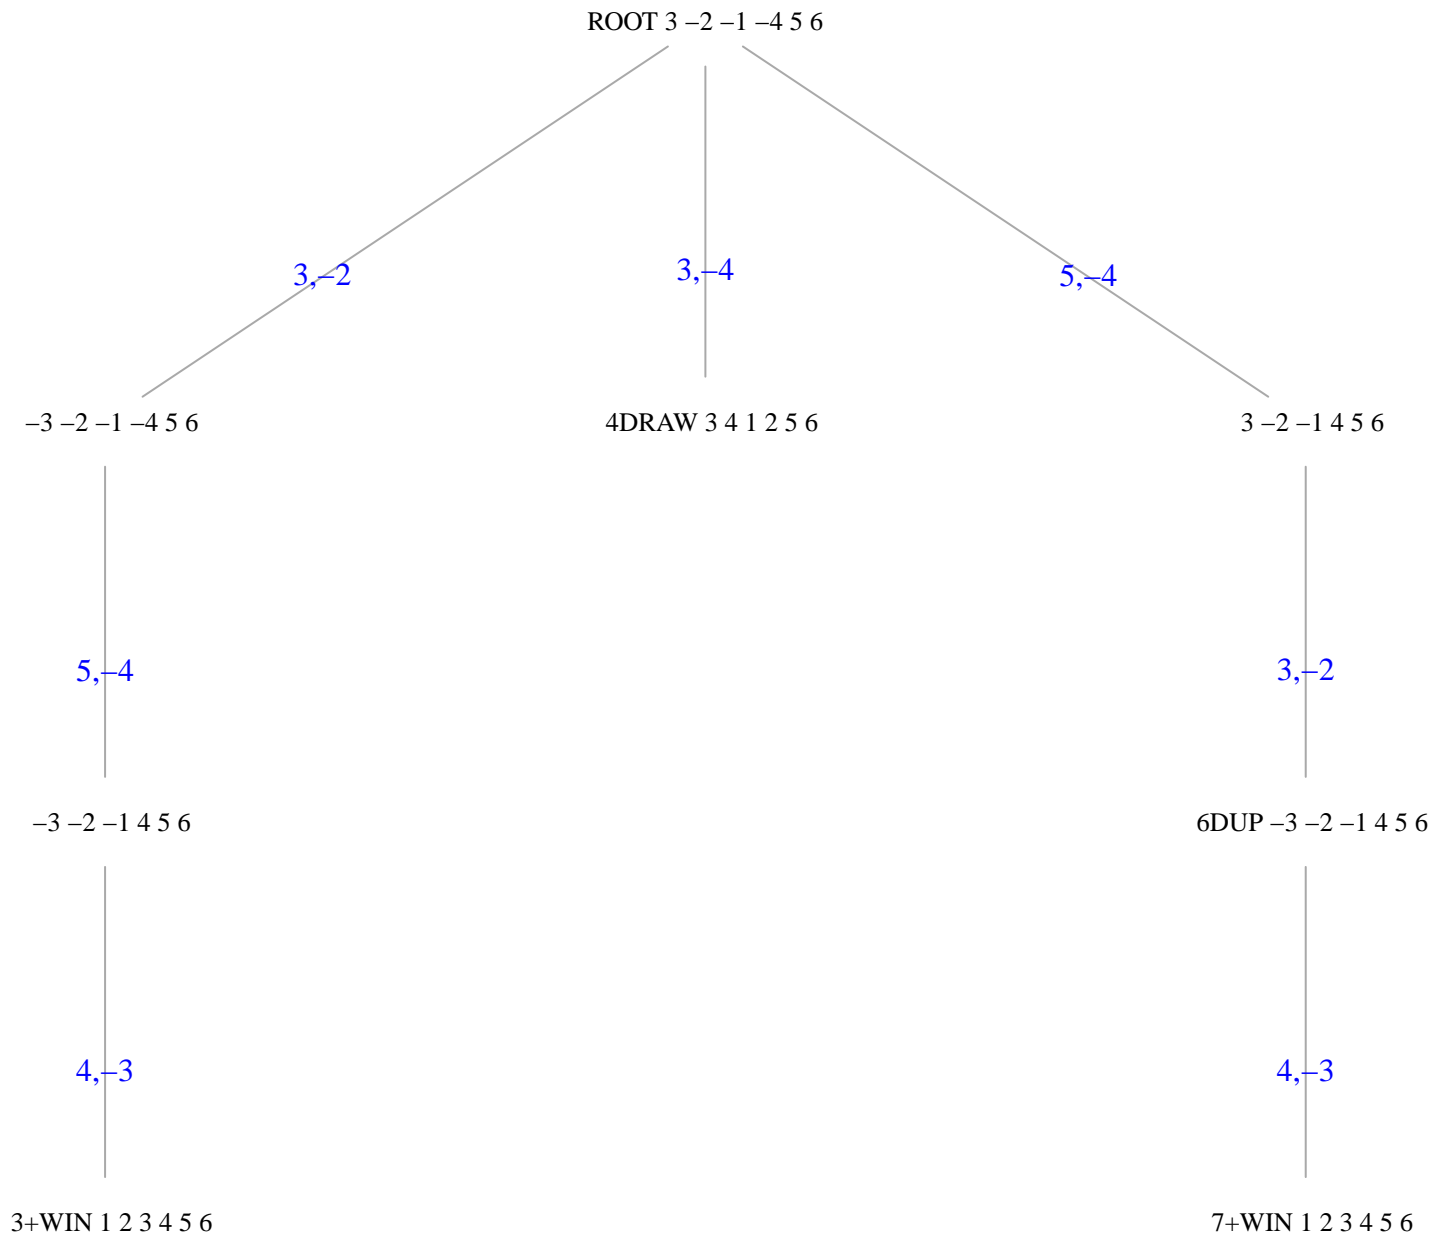 ROOT 3 –2 –1 –4 5 6
3,–2
3,–4
5,–4
–3 –2 –1 –4 5 6
4DRAW 3 4 1 2 5 6
3 –2 –1 4 5 6
5,–4
3,–2
–3 –2 –1 4 5 6
6DUP –3 –2 –1 4 5 6
4,–3
4,–3
3+WIN 1 2 3 4 5 6
7+WIN 1 2 3 4 5 6